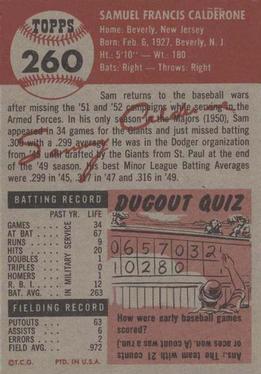 TOPPS
260
SAMUEL FRANCIS CALDERONE
Home: Beverly, New Jersey
Born: Feb. 6, 1927, Beverly, N. J
Ht.: 5'10" — Wt.: 180
Bats: Right - Throws: Right
Sam returns to the baseball wars
after missing the '51 and '52 campaigns while serving in the
Armed Forces. In his only season in the Majors (1950), Sam
appeared in 34 games for the Giants and just missed batting
.300 with a .299 average. He was in the Dodger organization
from '44 until drafted by the Giants from St. Paul at the end of
the '49 season. His best Minor League Batting Averages
were .299 in '45, .301 in '47 and .316 in '49.
BATTING RECORD
PAST YR. LIFE
GAMES 34
AT BAT 67
RUNS 9
HITS 20
DOUBLES 1
TRIPLES 0
HOMERS 1
R. B. I. 12
BAT. AVG. .263
IN MILITARY SERVICE
FIELDING RECORD
PUTOUTS 63
ASSISTS 6
ERRORS 2
FIELD AVG. .972
©T.C.G. PTD. IN U.S.A.
DUGOUT QUIZ
0657032
10280
How were early baseball games
scored?
Ans. The team with 21 counts
or aces won (A count or ace was a run.)